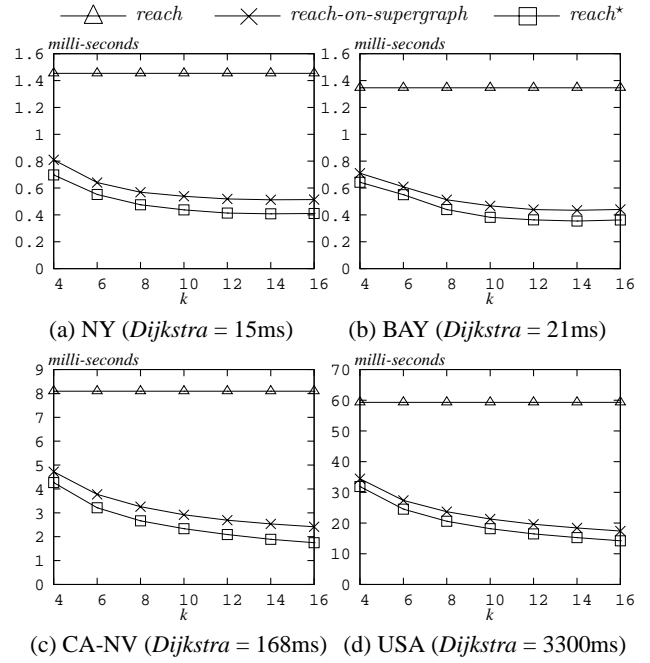 reach reach-on-supergraph reach⋆
milli-seconds milli-seconds
1.6 1.6
1.4 1.4
1.2 1.2
1 1
0.8 0.8
0.6 0.6
0.4 0.4
0.2 0.2
0 0
4 6 8 10 12 14 16 4 6 8 10 12 14 16
k k
(a) NY (Dijkstra = 15ms) (b) BAY (Dijkstra = 21ms)
milli-seconds milli-seconds
9 70
8 60
7 50
6 40
5 30
4 20
3 10
2 0
1
0
4 6 8 10 12 14 16 4 6 8 10 12 14 16
k k
(c) CA-NV (Dijkstra = 168ms) (d) USA (Dijkstra = 3300ms)